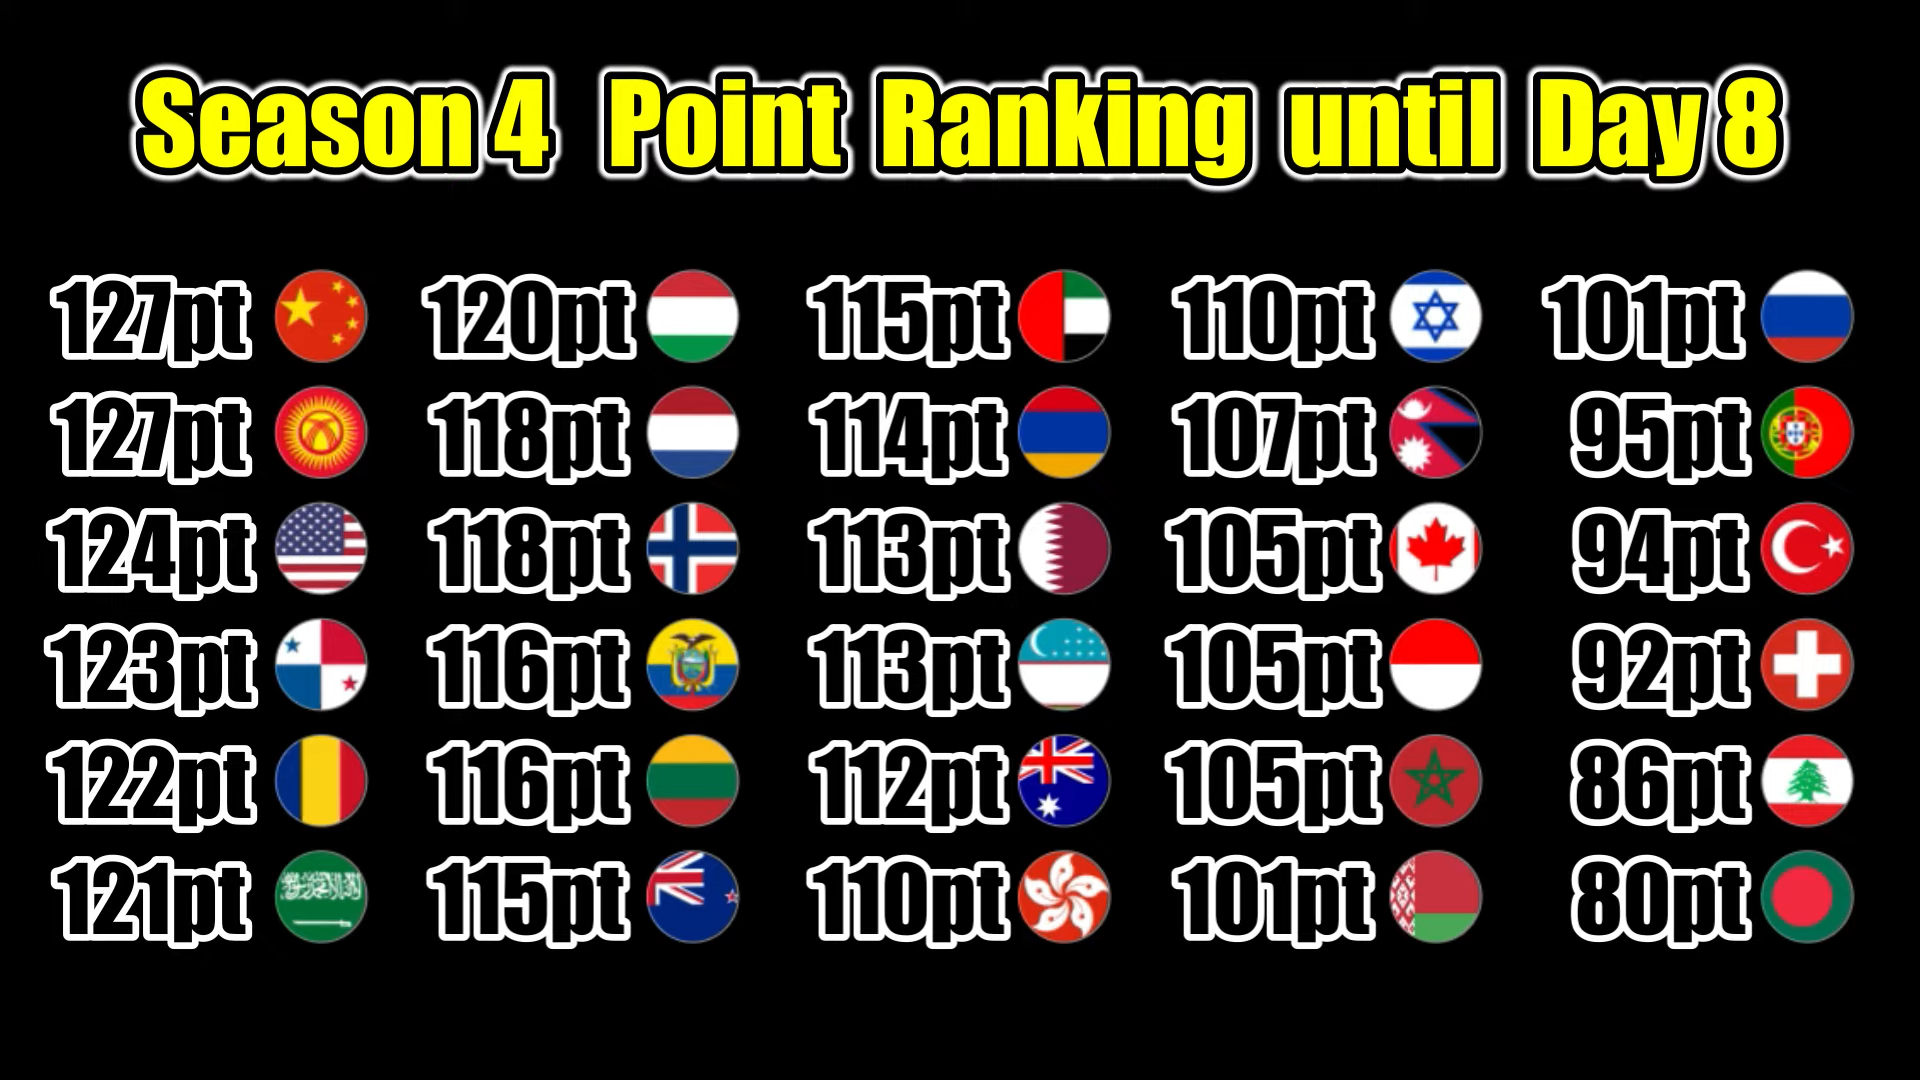 Season 4 Point Ranking until Day 8
127pt 120pt 115pt 110pt 101pt
127pt 118pt 114pt 107pt 95pt
124pt 118pt 113pt 105pt 94pt
123pt 116pt 113pt 105pt 92pt
122pt 116pt 112pt 105pt 86pt
121pt 115pt 110pt 101pt 80pt